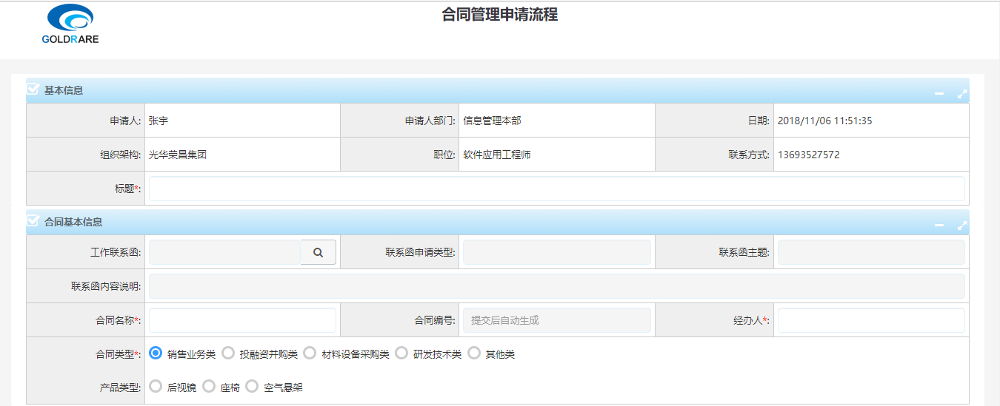 合同管理申请流程
GOLDRARE
基本信息
申请人: 张宇 申请人部门: 信息管理本部 日期: 2018/11/06 11:51:35
组织架构: 光华荣昌集团 职位: 软件应用工程师 联系方式: 13693527572
标题*:
合同基本信息
工作联系函: 联系函申请类型: 联系函主题:
联系函内容说明:
合同名称*: 合同编号: 提交后自动生成 经办人*:
合同类型*: 销售业务类 投融资并购类 材料设备采购类 研发技术类 其他类
产品类型: 后视镜 座椅 空气悬架